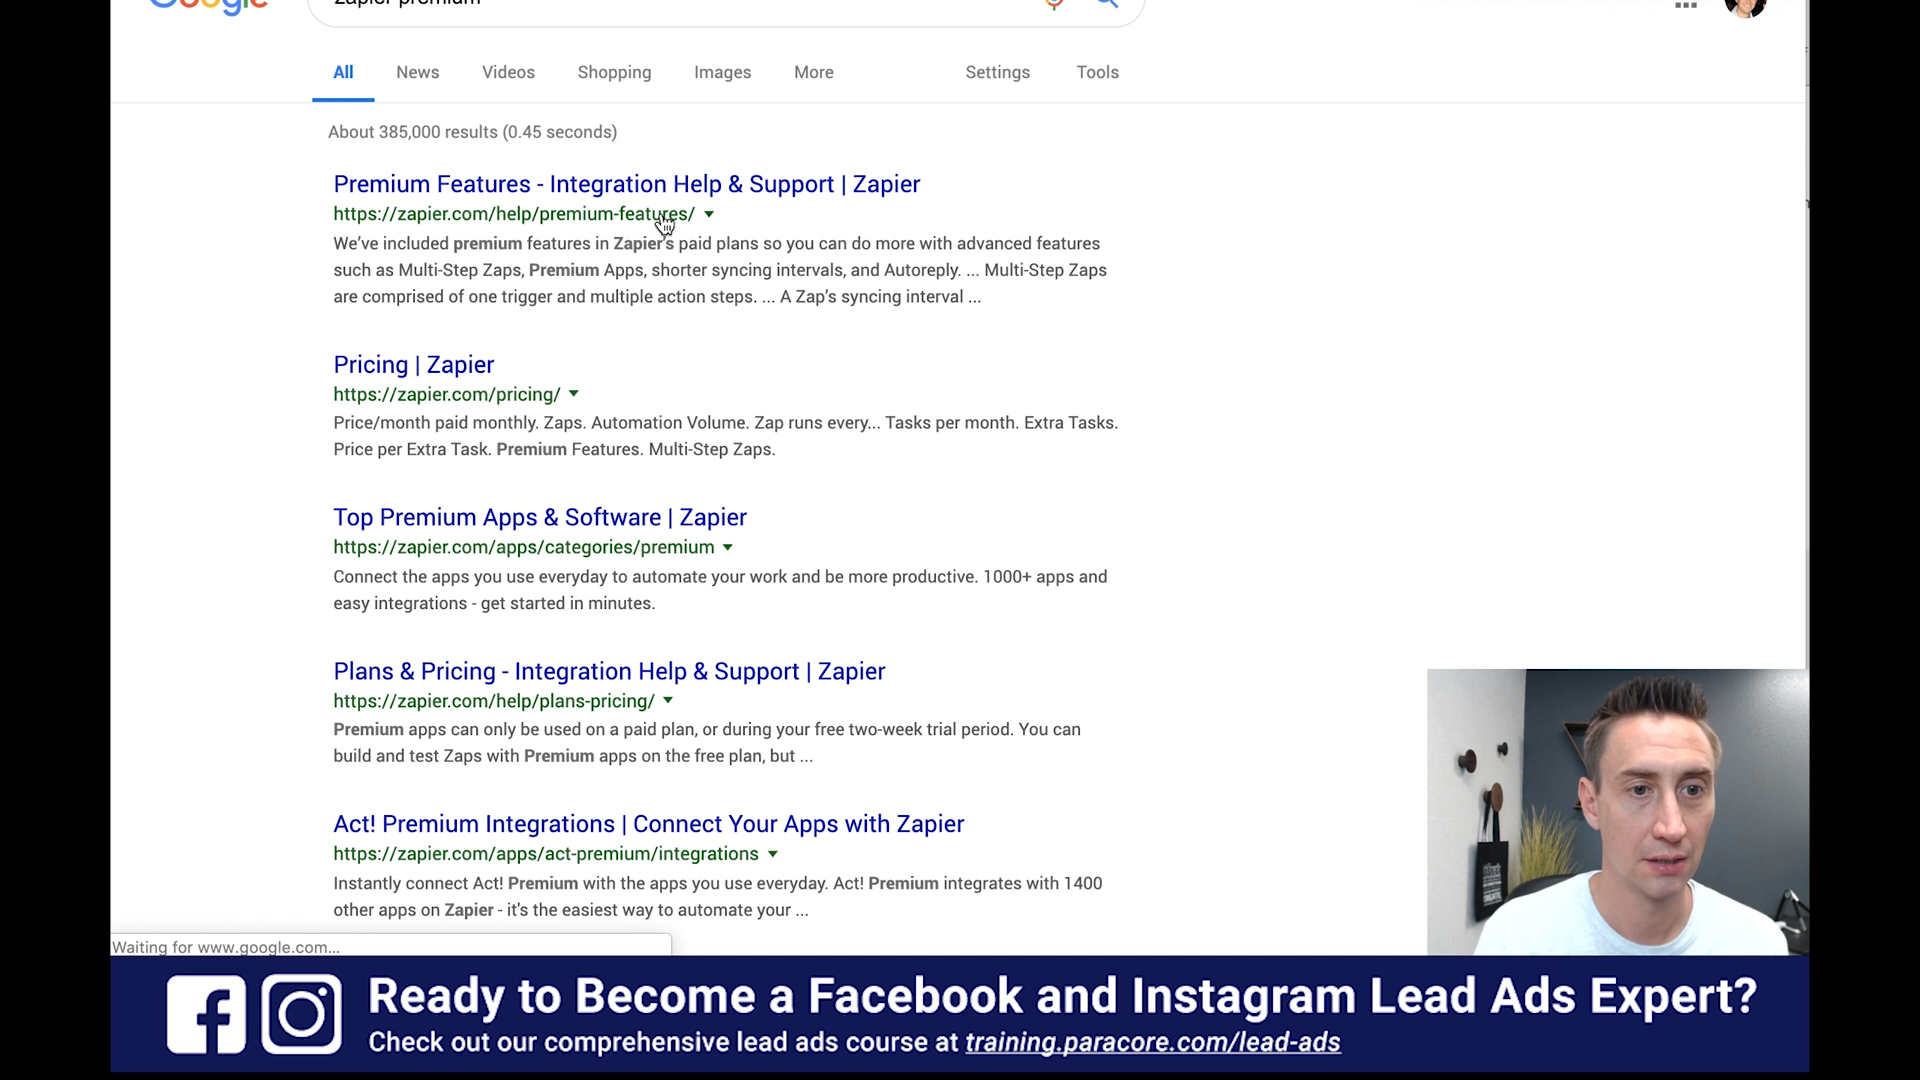 Google
zapier premium
All News Videos Shopping Images More Settings Tools
About 385,000 results (0.45 seconds)
Premium Features - Integration Help & Support | Zapier
https://zapier.com/help/premium-features/
We've included premium features in Zapier's paid plans so you can do more with advanced features
such as Multi-Step Zaps, Premium Apps, shorter syncing intervals, and Autoreply. ... Multi-Step Zaps
are comprised of one trigger and multiple action steps. ... A Zap's syncing interval ...
Pricing | Zapier
https://zapier.com/pricing/
Price/month paid monthly. Zaps. Automation Volume. Zap runs every... Tasks per month. Extra Tasks.
Price per Extra Task. Premium Features. Multi-Step Zaps.
Top Premium Apps & Software | Zapier
https://zapier.com/apps/categories/premium
Connect the apps you use everyday to automate your work and be more productive. 1000+ apps and
easy integrations - get started in minutes.
Plans & Pricing - Integration Help & Support | Zapier
https://zapier.com/help/plans-pricing/
Premium apps can only be used on a paid plan, or during your free two-week trial period. You can
build and test Zaps with Premium apps on the free plan, but ...
Act! Premium Integrations | Connect Your Apps with Zapier
https://zapier.com/apps/act-premium/integrations
Instantly connect Act! Premium with the apps you use everyday. Act! Premium integrates with 1400
other apps on Zapier - it's the easiest way to automate your ...
Waiting for www.google.com...
Ready to Become a Facebook and Instagram Lead Ads Expert?
Check out our comprehensive lead ads course at training.paracore.com/lead-ads